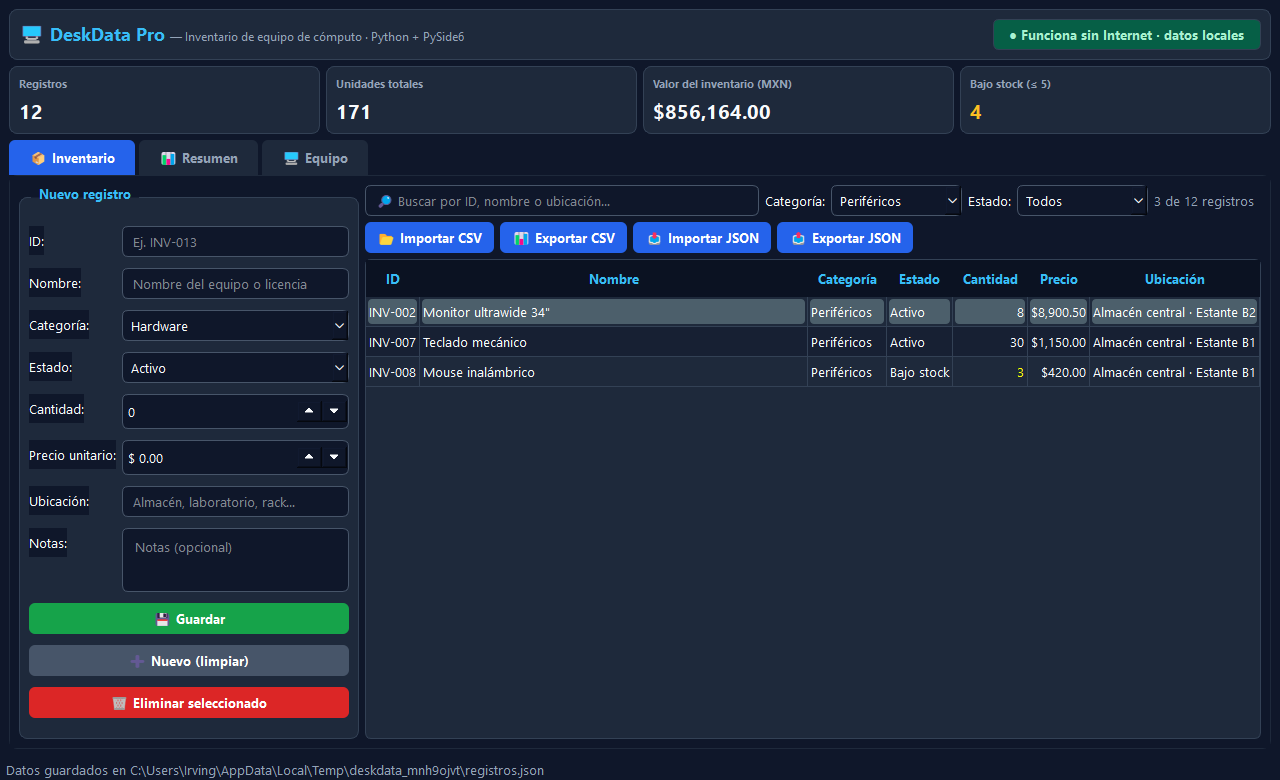 DeskData Pro — Inventario de equipo de cómputo · Python + PySide6
● Funciona sin Internet · datos locales
Registros
12
Unidades totales
171
Valor del inventario (MXN)
$856,164.00
Bajo stock (≤ 5)
4
Inventario
Resumen
Equipo
Nuevo registro
ID:
Ej. INV-013
Nombre:
Nombre del equipo o licencia
Categoría:
Hardware
Estado:
Activo
Cantidad:
0
Precio unitario:
$ 0.00
Ubicación:
Almacén, laboratorio, rack...
Notas:
Notas (opcional)
Guardar
Nuevo (limpiar)
Eliminar seleccionado
Buscar por ID, nombre o ubicación...
Categoría: Periféricos
Estado: Todos
3 de 12 registros
Importar CSV
Exportar CSV
Importar JSON
Exportar JSON
ID Nombre Categoría Estado Cantidad Precio Ubicación
INV-002 Monitor ultrawide 34" Periféricos Activo 8 $8,900.50 Almacén central · Estante B2
INV-007 Teclado mecánico Periféricos Activo 30 $1,150.00 Almacén central · Estante B1
INV-008 Mouse inalámbrico Periféricos Bajo stock 3 $420.00 Almacén central · Estante B1
Datos guardados en C:\Users\Irving\AppData\Local\Temp\deskdata_mnh9ojvt\registros.json